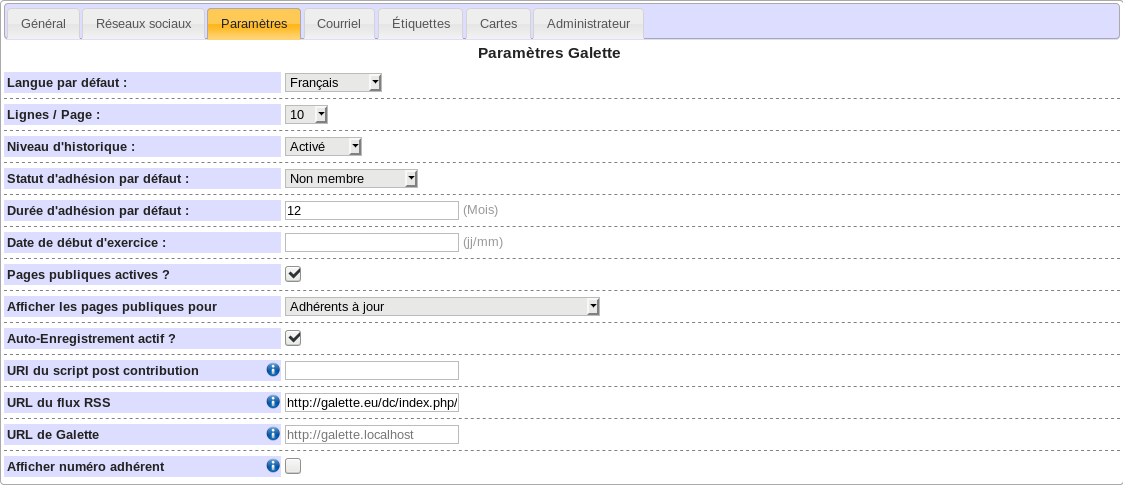 Général Réseaux sociaux Paramètres Courriel Étiquettes Cartes Administrateur
Paramètres Galette
Langue par défaut : Français
Lignes / Page : 10
Niveau d'historique : Activé
Statut d'adhésion par défaut : Non membre
Durée d'adhésion par défaut : 12 (Mois)
Date de début d'exercice : (jj/mm)
Pages publiques actives ?
Afficher les pages publiques pour Adhérents à jour
Auto-Enregistrement actif ?
URI du script post contribution
URL du flux RSS http://galette.eu/dc/index.php/
URL de Galette http://galette.localhost
Afficher numéro adhérent